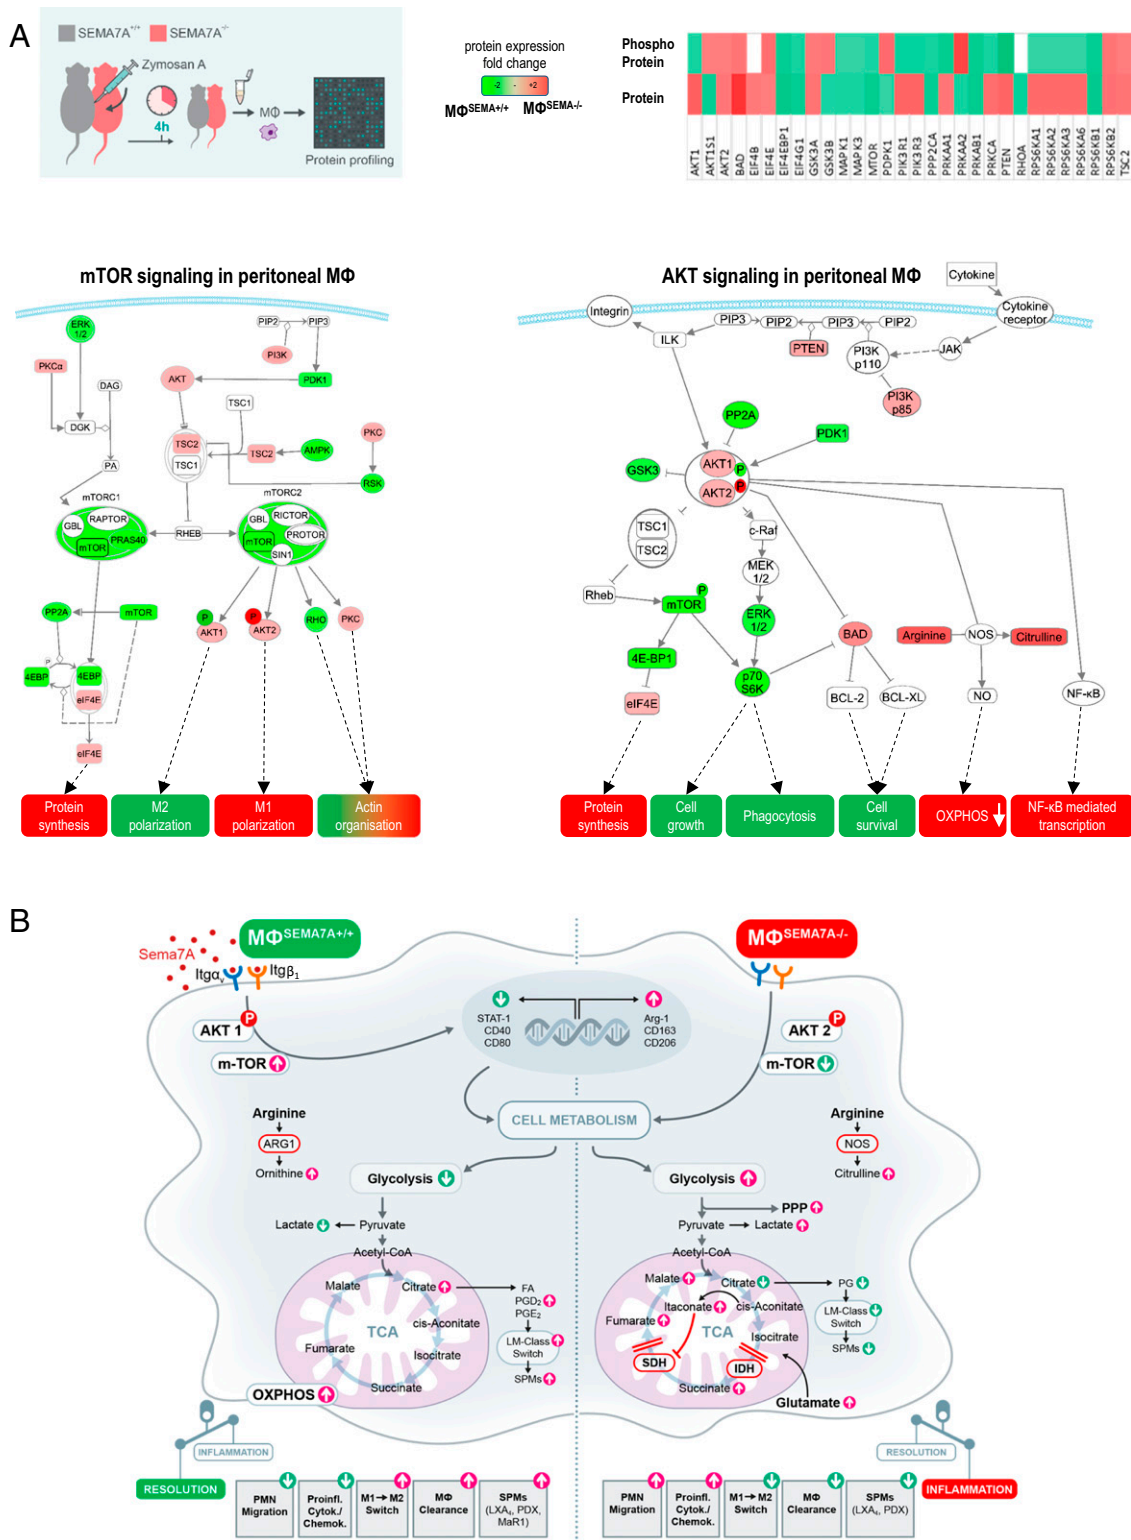 A
SEMA7A+/+
SEMA7A-/-
Zymosan A
4h
MΦ
Protein profiling
protein expression
fold change
-2 - +2
MΦSEMA+/+
MΦSEMA-/-
Phospho
Protein
Protein
AKT1
AKT1S1
AKT2
BAD
EIF4B
EIF4E
EIF4EBP1
EIF4G1
GSK3A
GSK3B
MAPK1
MAPK3
MTOR
PDPK1
PIK3R1
PIK3R3
PPP2CA
PRKAA1
PRKAA2
PRKAB1
PRKCA
PTEN
RHOA
RPS6KA1
RPS6KA2
RPS6KA3
RPS6KA6
RPS6KB1
RPS6KB2
TSC2
mTOR signaling in peritoneal MΦ
ERK
1/2
PIP2
PIP3
PKCα
PI3K
AKT
PDK1
DAG
TSC1
DGK
PKC
TSC2
TSC1
TSC2
AMPK
PA
RSK
mTORC1
mTORC2
GBL
RAPTOR
mTOR
PRAS40
RHEB
GBL
RICTOR
mTOR
PROTOR
SIN1
PP2A
mTOR
P
AKT1
P
AKT2
RHO
PKC
4EBP
P
4EBP
eIF4E
eIF4E
Protein
synthesis
M2
polarization
M1
polarization
Actin
organisation
AKT signaling in peritoneal MΦ
Cytokine
Integrin
PIP3
PIP2
PIP3
PIP2
Cytokine
receptor
ILK
PTEN
PI3K
p110
JAK
PI3K
p85
PP2A
PDK1
GSK3
AKT1
P
AKT2
P
TSC1
TSC2
c-Raf
MEK
1/2
Rheb
mTOR
P
ERK
1/2
4E-BP1
BAD
Arginine
NOS
Citrulline
p70
S6K
eIF4E
BCL-2
BCL-XL
NO
NF-κB
Protein
synthesis
Cell
growth
Phagocytosis
Cell
survival
OXPHOS
NF-κB mediated
transcription
B
MΦSEMA7A+/+
MΦSEMA7A-/-
Sema7A
Itgαv
Itgβ1
AKT 1
P
m-TOR
STAT-1
CD40
CD80
Arg-1
CD163
CD206
AKT 2
P
m-TOR
CELL METABOLISM
Arginine
ARG1
Ornithine
Arginine
NOS
Citrulline
Glycolysis
Glycolysis
PPP
Lactate
Pyruvate
Pyruvate
Lactate
Acetyl-CoA
Acetyl-CoA
Malate
Citrate
FA
PGD2
PGE2
cis-Aconitate
TCA
Fumarate
Isocitrate
Succinate
LM-Class
Switch
SPMs
OXPHOS
Malate
Citrate
PG
Itaconate
cis-Aconitate
Fumarate
TCA
Isocitrate
LM-Class
Switch
SPMs
SDH
IDH
Succinate
Glutamate
INFLAMMATION
RESOLUTION
RESOLUTION
INFLAMMATION
PMN
Migration
Proinfl.
Cytok./
Chemok.
M1→M2
Switch
MΦ
Clearance
SPMs
(LXA4, PDX,
MaR1)
PMN
Migration
Proinfl.
Cytok./
Chemok.
M1→M2
Switch
MΦ
Clearance
SPMs
(LXA4, PDX)